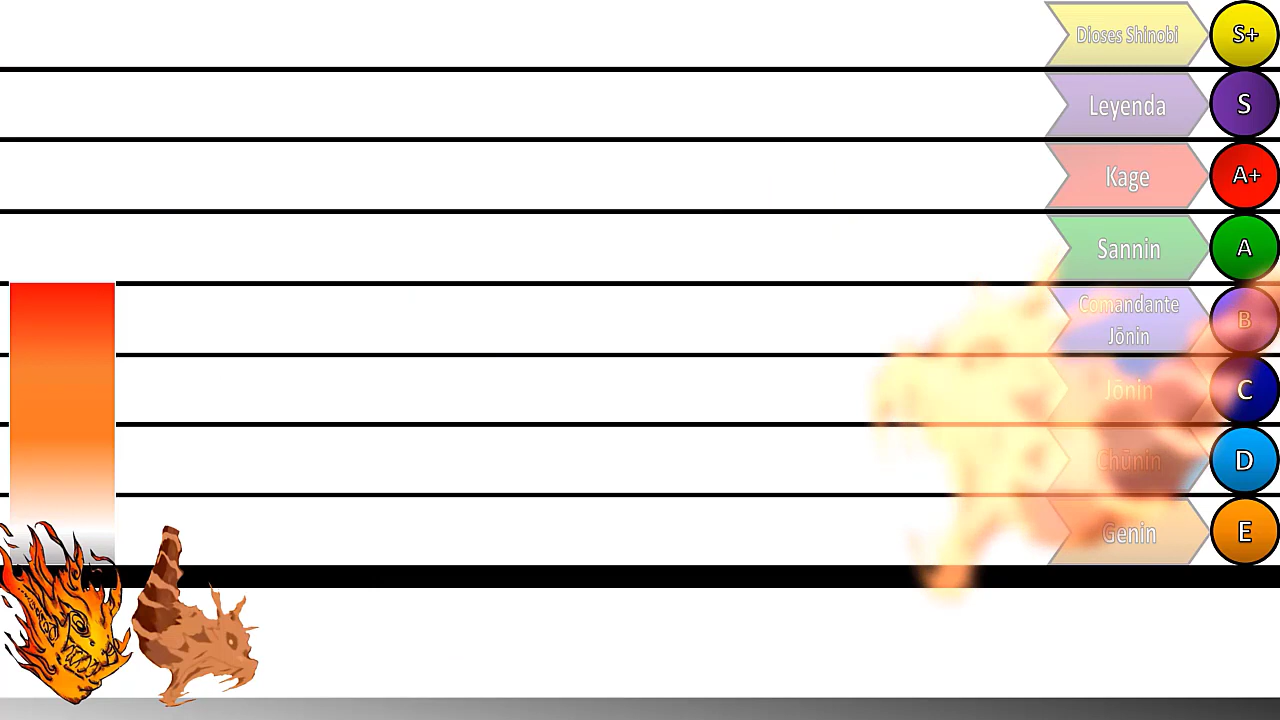 Dioses Shinobi S+
Leyenda S
Kage A+
Sannin A
Comandante
Jōnin B
Jōnin C
Chūnin D
Genin E